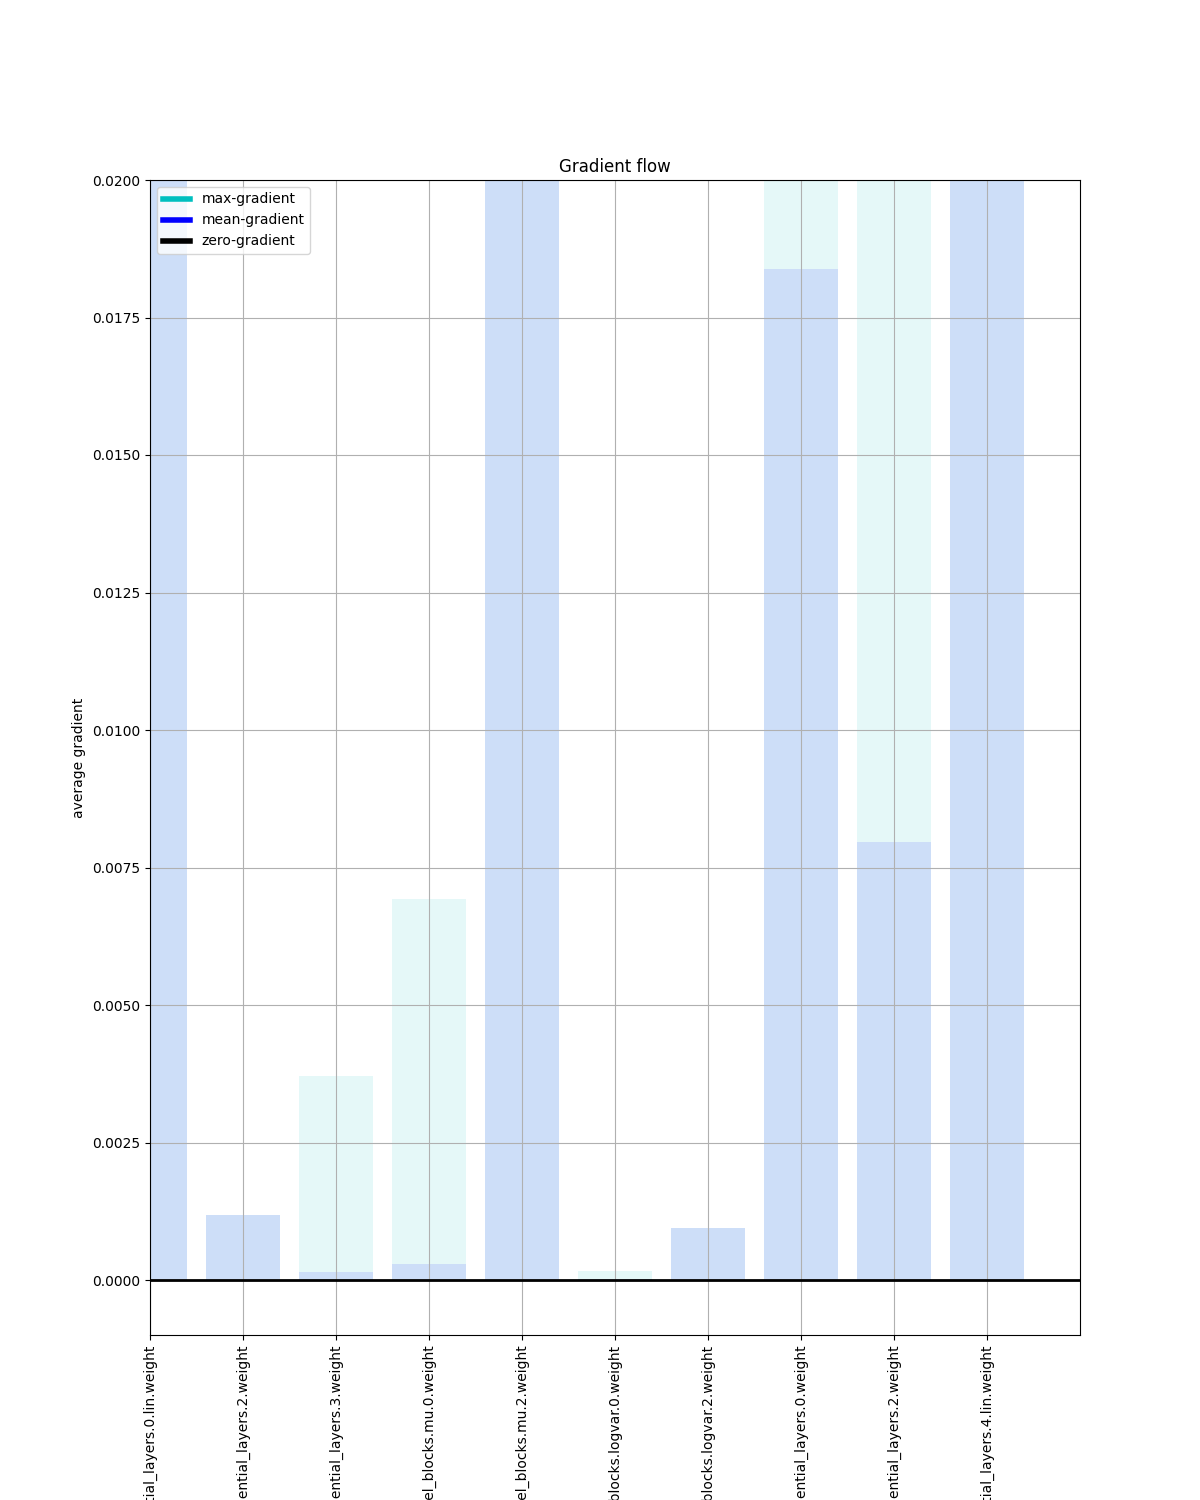 Gradient flow
max-gradient
mean-gradient
zero-gradient
0.0200
0.0175
0.0150
0.0125
0.0100
0.0075
0.0050
0.0025
0.0000
average gradient
tial_layers.0.lin.weight
ential_layers.2.weight
ential_layers.3.weight
el_blocks.mu.0.weight
el_blocks.mu.2.weight
blocks.logvar.0.weight
blocks.logvar.2.weight
ential_layers.0.weight
ential_layers.2.weight
tial_layers.4.lin.weight